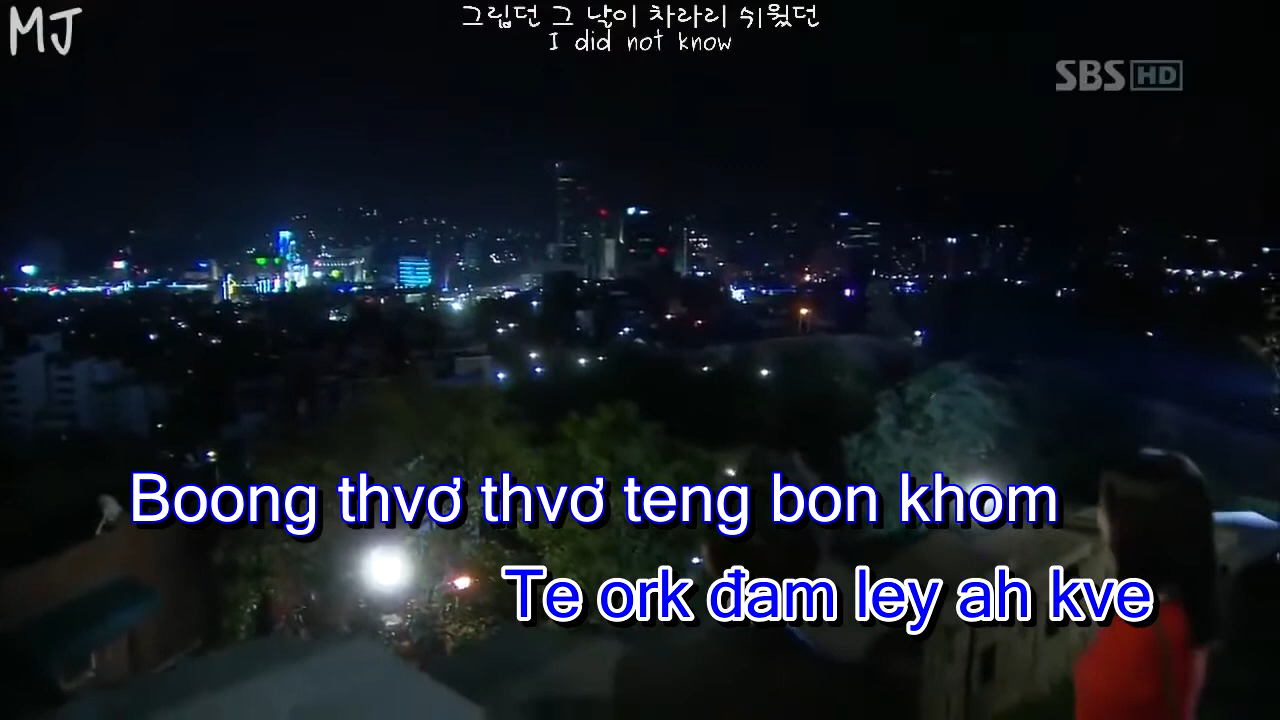 MJ
그립던 그 날이 차라리 쉬웠던
I did not know
SBS HD
Boong thvơ thvơ teng bon khom
Te ork đam ley ah kve